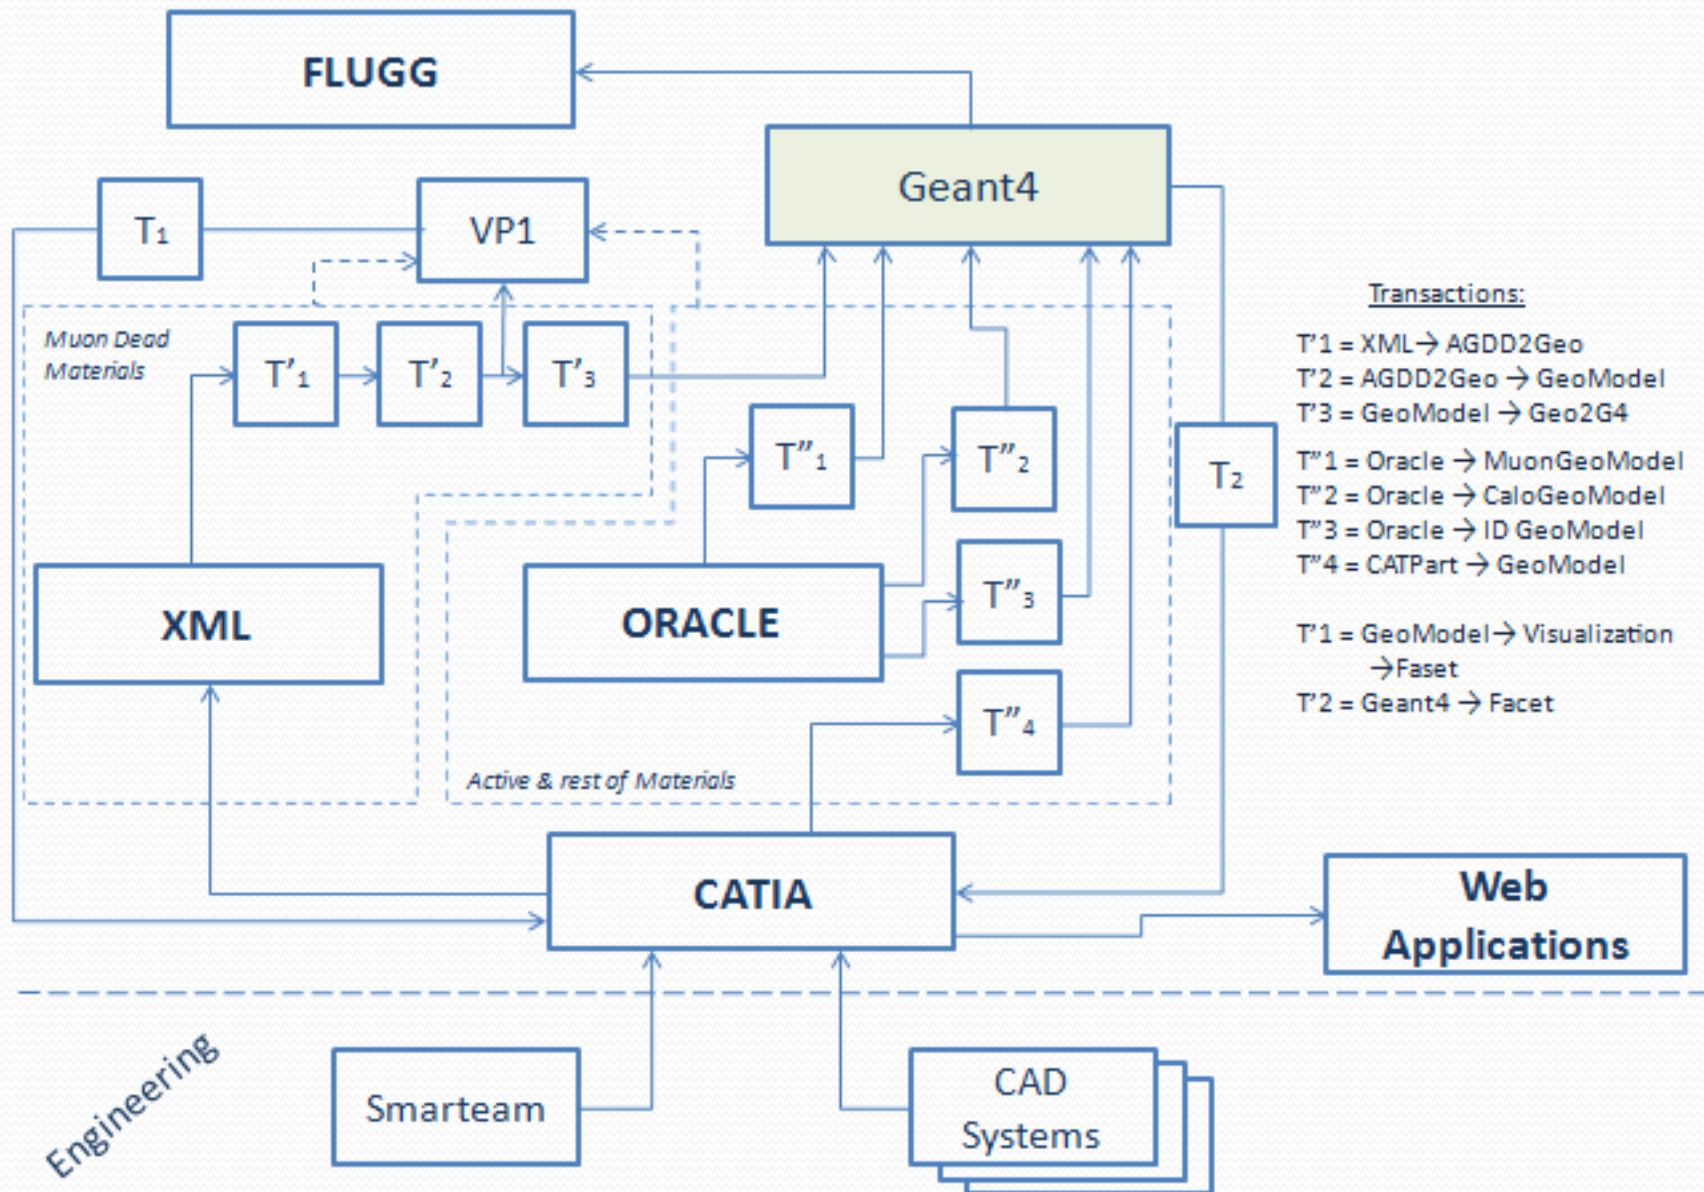 FLUGG
Geant4
T₁
VP1
Muon Dead
Materials
T'₁
T'₂
T'₃
T"₁
T"₂
T₂
XML
ORACLE
T"₃
T"₄
Active & rest of Materials
CATIA
Web
Applications
Engineering
Smarteam
CAD
Systems
Transactions:
T'1 = XML→ AGDD2Geo
T'2 = AGDD2Geo → GeoModel
T'3 = GeoModel → Geo2G4
T"1 = Oracle → MuonGeoModel
T"2 = Oracle → CaloGeoModel
T"3 = Oracle → ID GeoModel
T"4 = CATPart → GeoModel
T'1 = GeoModel→ Visualization
→Faset
T'2 = Geant4 → Facet